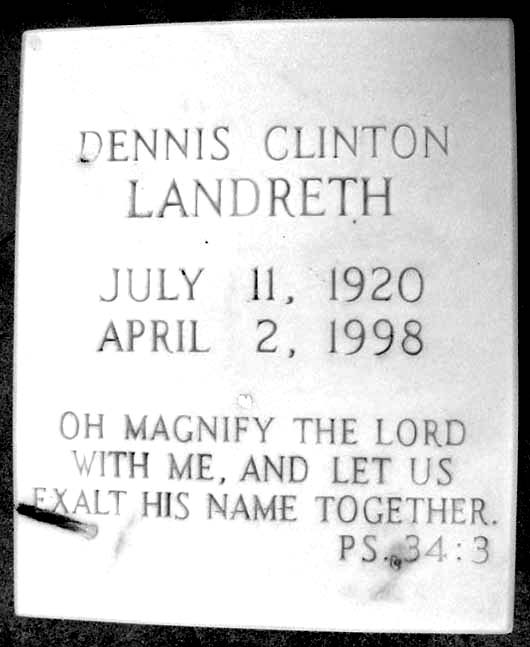 DENNIS CLINTON
LANDRETH
JULY 11, 1920
APRIL 2, 1998
OH MAGNIFY THE LORD
WITH ME, AND LET US
EXALT HIS NAME TOGETHER.
PS. 34:3